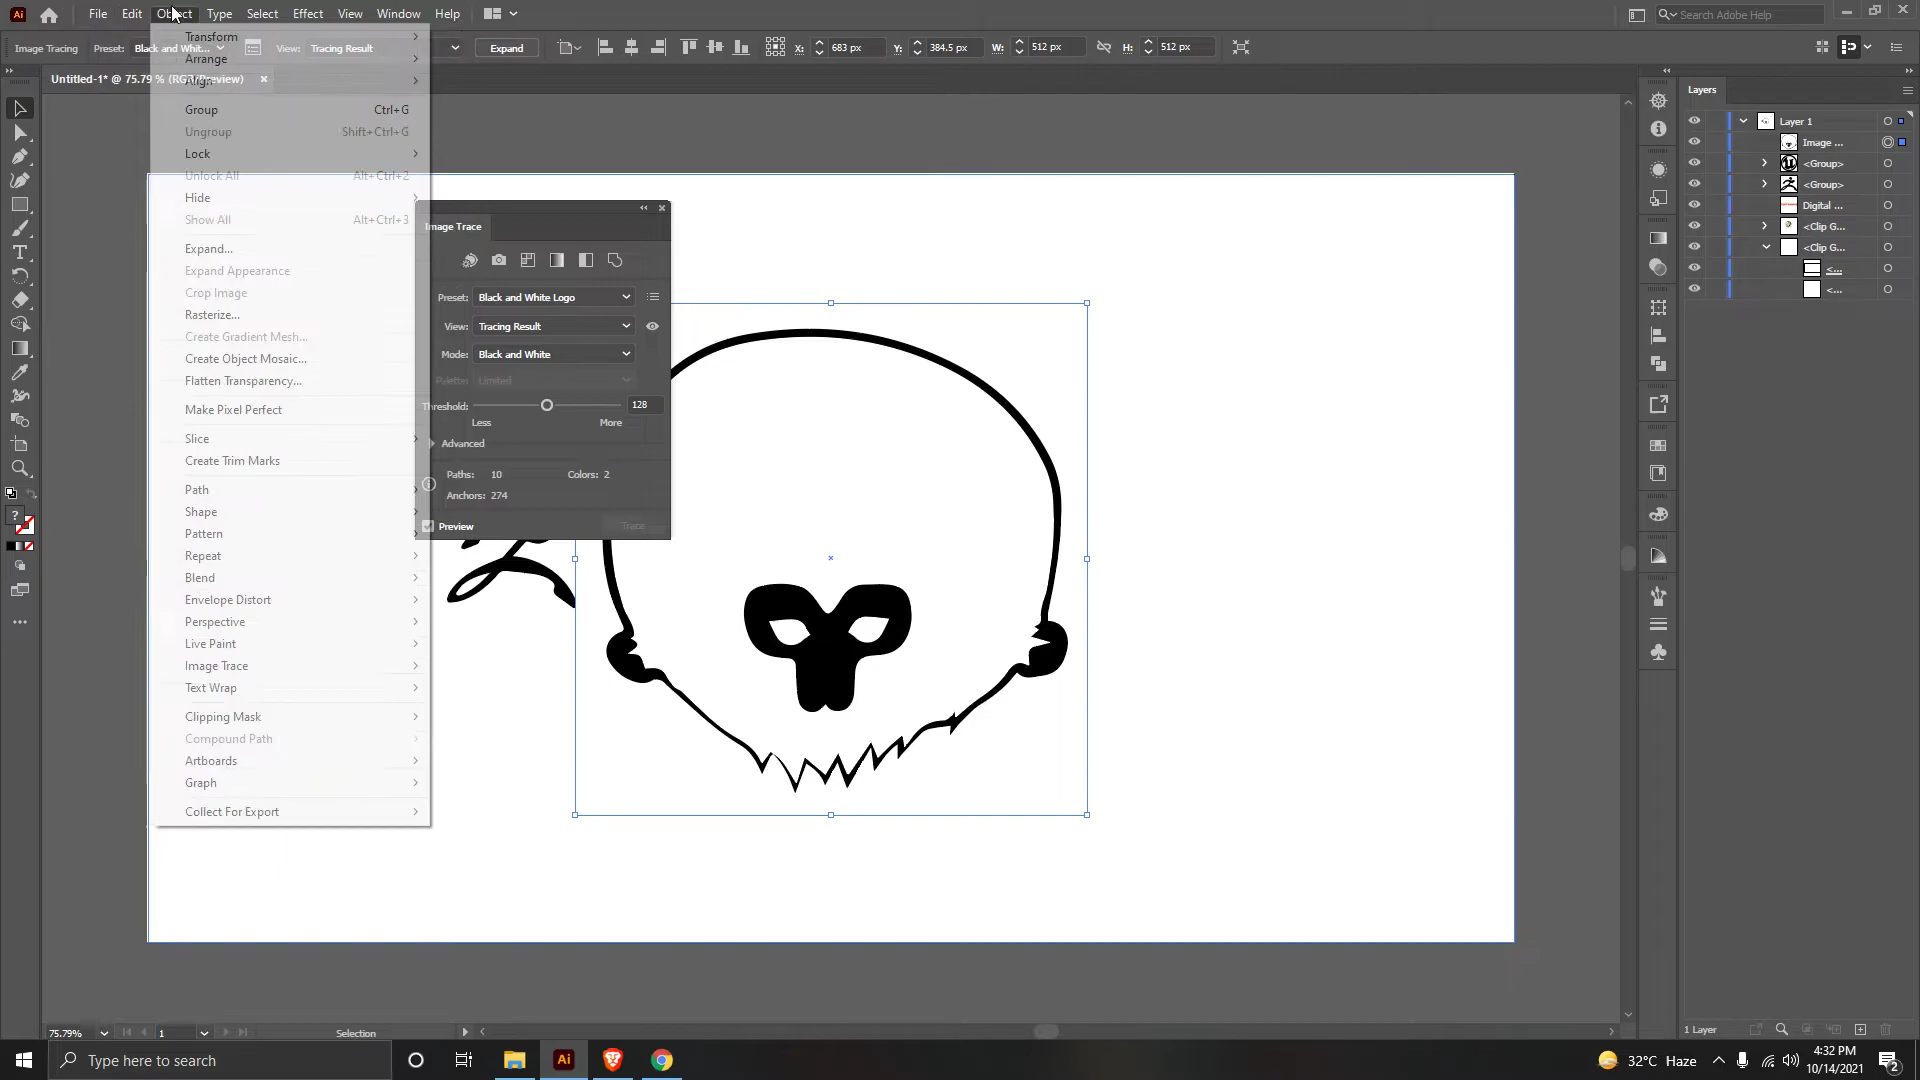 Ai File Edit Object Type Select Effect View Window Help Search Adobe Help
Image Tracing Preset: Black and Whit... View: Tracing Result Expand X: 683 px Y: 384.5 px W: 512 px H: 512 px
Untitled-1* @ 75.79 % (RGB/Preview)
Transform
Arrange
Align
Group Ctrl+G
Ungroup Shift+Ctrl+G
Lock
Unlock All Alt+Ctrl+2
Hide
Show All Alt+Ctrl+3
Expand...
Expand Appearance
Crop Image
Rasterize...
Create Gradient Mesh...
Create Object Mosaic...
Flatten Transparency...
Make Pixel Perfect
Slice
Create Trim Marks
Path
Shape
Pattern
Repeat
Blend
Envelope Distort
Perspective
Live Paint
Image Trace
Text Wrap
Clipping Mask
Compound Path
Artboards
Graph
Collect For Export
Image Trace
Preset: Black and White Logo
View: Tracing Result
Mode: Black and White
Palette: Limited
Threshold: 128
Less More
Advanced
Paths: 10 Colors: 2
Anchors: 274
Preview Trace
Layers
Layer 1
Image ...
<Group>
<Group>
Digital ...
<Clip G...
<Clip G...
<...
<...
1 Layer
75.79% 1 Selection
Type here to search
Ai
32°C Haze
4:32 PM
10/14/2021
2